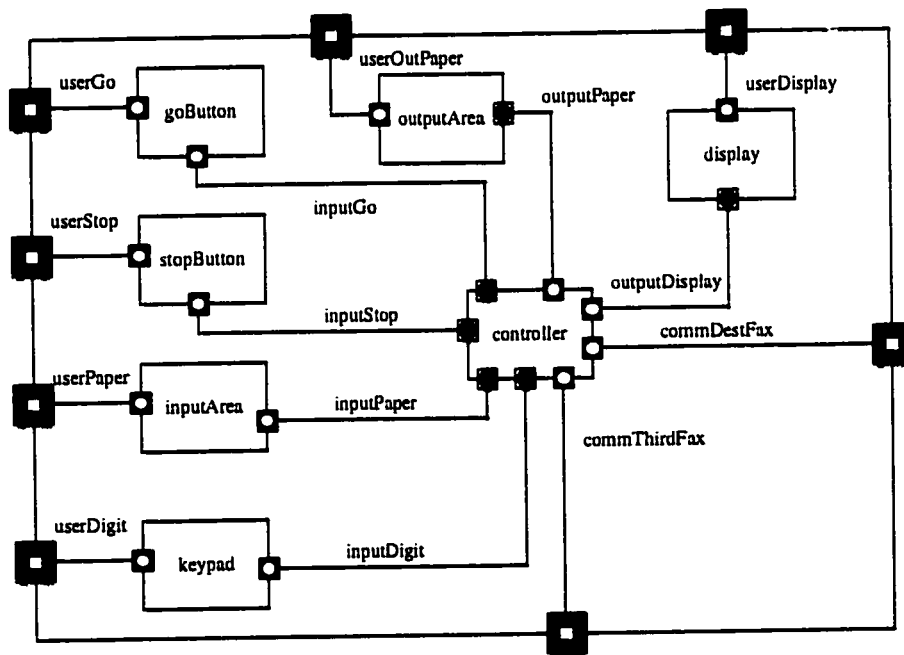 userGo
goButton
userOutPaper
outputArea
outputPaper
userDisplay
display
inputGo
userStop
stopButton
inputStop
controller
outputDisplay
commDestFax
userPaper
inputArea
inputPaper
commThirdFax
userDigit
keypad
inputDigit